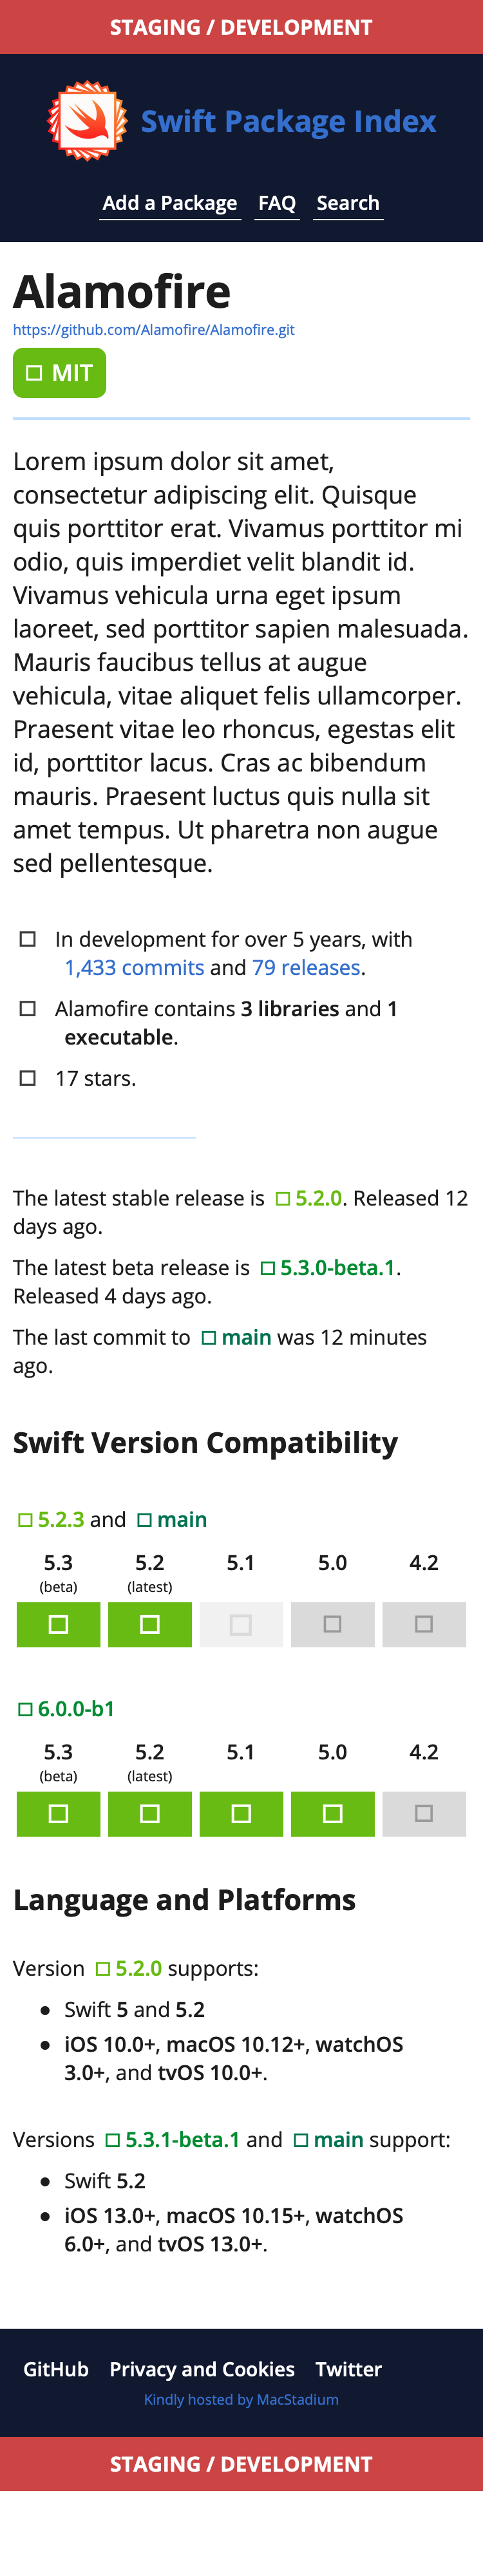 STAGING / DEVELOPMENT
Swift Package Index
Add a Package FAQ Search
Alamofire
https://github.com/Alamofire/Alamofire.git
MIT
Lorem ipsum dolor sit amet,
consectetur adipiscing elit. Quisque
quis porttitor erat. Vivamus porttitor mi
odio, quis imperdiet velit blandit id.
Vivamus vehicula urna eget ipsum
laoreet, sed porttitor sapien malesuada.
Mauris faucibus tellus at augue
vehicula, vitae aliquet felis ullamcorper.
Praesent vitae leo rhoncus, egestas elit
id, porttitor lacus. Cras ac bibendum
mauris. Praesent luctus quis nulla sit
amet tempus. Ut pharetra non augue
sed pellentesque.
In development for over 5 years, with
1,433 commits and 79 releases.
Alamofire contains 3 libraries and 1
executable.
17 stars.
The latest stable release is 5.2.0. Released 12
days ago.
The latest beta release is 5.3.0-beta.1.
Released 4 days ago.
The last commit to main was 12 minutes
ago.
Swift Version Compatibility
5.2.3 and main
5.3 5.2 5.1 5.0 4.2
(beta) (latest)
6.0.0-b1
5.3 5.2 5.1 5.0 4.2
(beta) (latest)
Language and Platforms
Version 5.2.0 supports:
• Swift 5 and 5.2
• iOS 10.0+, macOS 10.12+, watchOS
3.0+, and tvOS 10.0+.
Versions 5.3.1-beta.1 and main support:
• Swift 5.2
• iOS 13.0+, macOS 10.15+, watchOS
6.0+, and tvOS 13.0+.
GitHub Privacy and Cookies Twitter
Kindly hosted by MacStadium
STAGING / DEVELOPMENT